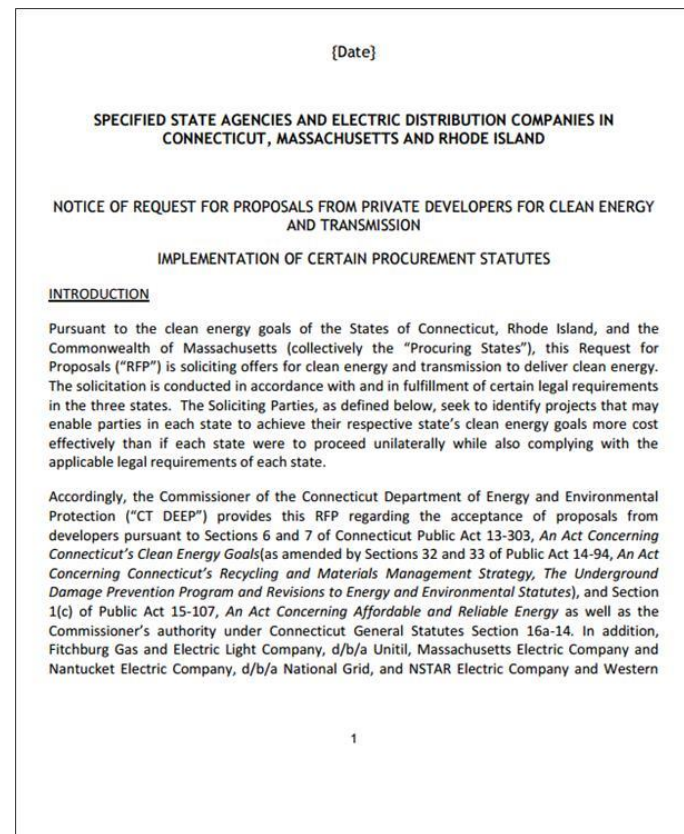 {Date}
SPECIFIED STATE AGENCIES AND ELECTRIC DISTRIBUTION COMPANIES IN
CONNECTICUT, MASSACHUSETTS AND RHODE ISLAND
NOTICE OF REQUEST FOR PROPOSALS FROM PRIVATE DEVELOPERS FOR CLEAN ENERGY
AND TRANSMISSION
IMPLEMENTATION OF CERTAIN PROCUREMENT STATUTES
INTRODUCTION
Pursuant to the clean energy goals of the States of Connecticut, Rhode Island, and the
Commonwealth of Massachusetts (collectively the “Procuring States”), this Request for
Proposals (“RFP”) is soliciting offers for clean energy and transmission to deliver clean energy.
The solicitation is conducted in accordance with and in fulfillment of certain legal requirements
in the three states. The Soliciting Parties, as defined below, seek to identify projects that may
enable parties in each state to achieve their respective state’s clean energy goals more cost
effectively than if each state were to proceed unilaterally while also complying with the
applicable legal requirements of each state.
Accordingly, the Commissioner of the Connecticut Department of Energy and Environmental
Protection (“CT DEEP”) provides this RFP regarding the acceptance of proposals from
developers pursuant to Sections 6 and 7 of Connecticut Public Act 13-303, An Act Concerning
Connecticut’s Clean Energy Goals(as amended by Sections 32 and 33 of Public Act 14-94, An Act
Concerning Connecticut’s Recycling and Materials Management Strategy, The Underground
Damage Prevention Program and Revisions to Energy and Environmental Statutes), and Section
1(c) of Public Act 15-107, An Act Concerning Affordable and Reliable Energy as well as the
Commissioner’s authority under Connecticut General Statutes Section 16a-14. In addition,
Fitchburg Gas and Electric Light Company, d/b/a Unitil, Massachusetts Electric Company and
Nantucket Electric Company, d/b/a National Grid, and NSTAR Electric Company and Western
1